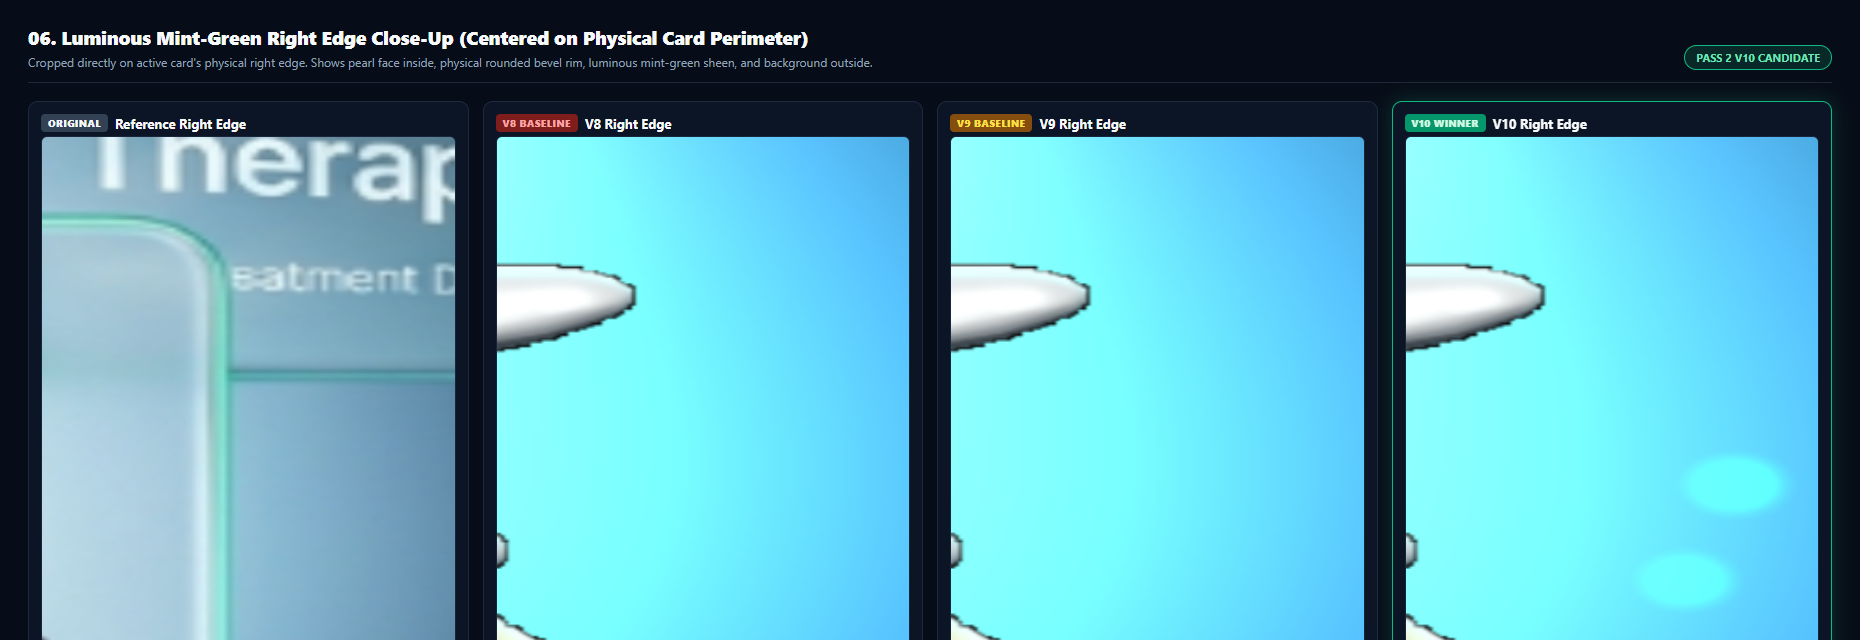 06. Luminous Mint-Green Right Edge Close-Up (Centered on Physical Card Perimeter)
Cropped directly on active card's physical right edge. Shows pearl face inside, physical rounded bevel rim, luminous mint-green sheen, and background outside.
PASS 2 V10 CANDIDATE
ORIGINAL Reference Right Edge
Therap
eatment D
V8 BASELINE V8 Right Edge
V9 BASELINE V9 Right Edge
V10 WINNER V10 Right Edge